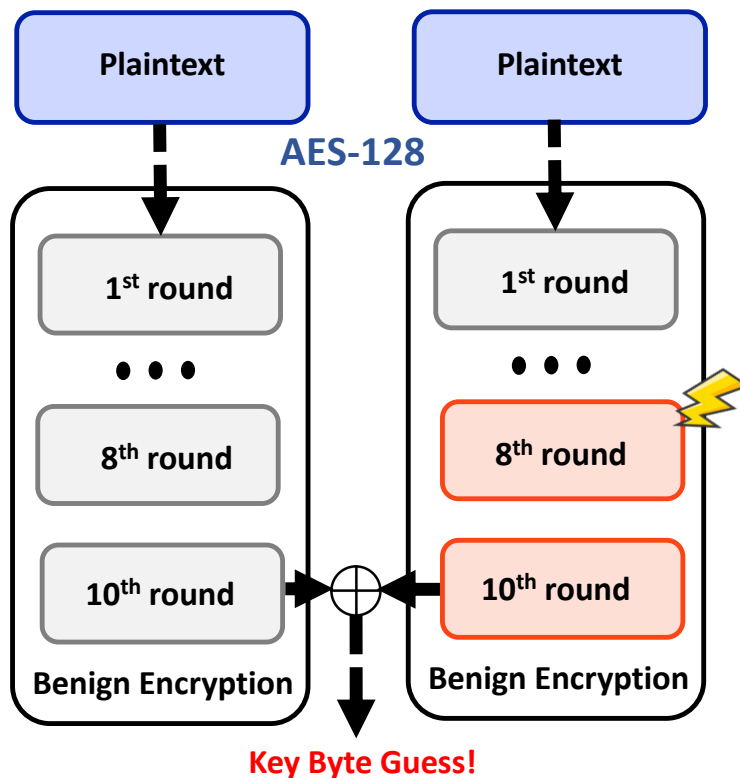 Plaintext
Plaintext
AES-128
1st round
1st round
8th round
8th round
10th round
10th round
Benign Encryption
Benign Encryption
Key Byte Guess!